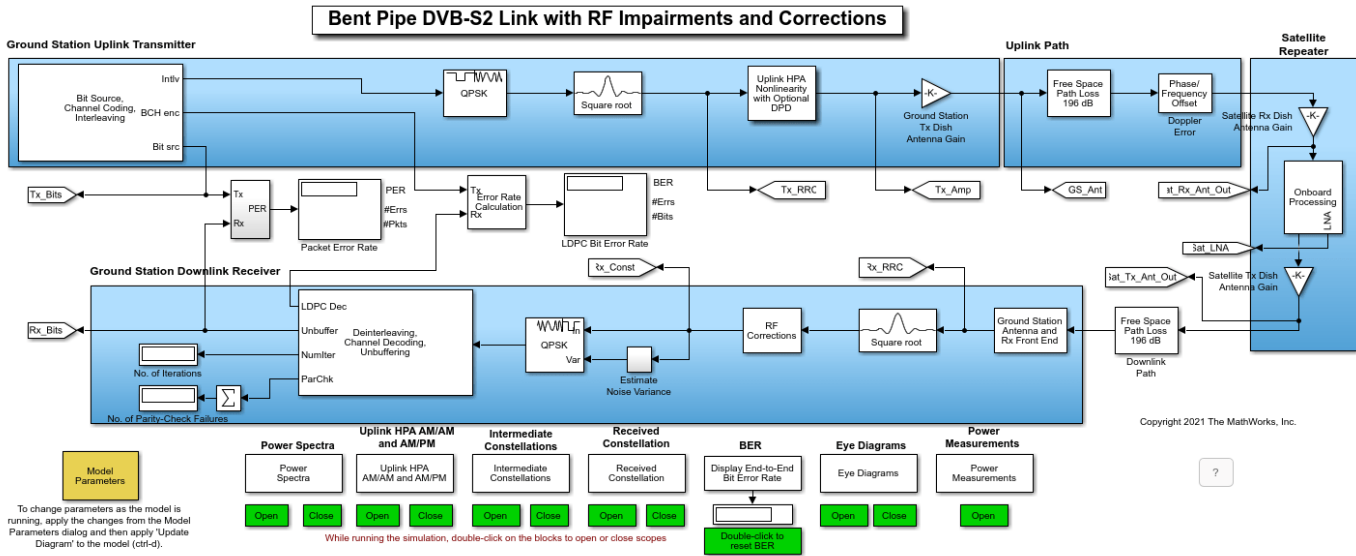 Bent Pipe DVB-S2 Link with RF Impairments and Corrections
Ground Station Uplink Transmitter
Uplink Path
Satellite
Repeater
Bit Source,
Channel Coding,
Interleaving
Intlv
BCH enc
Bit src
QPSK
Square root
Uplink HPA
Nonlinearity
with Optional
DPD
-K-
Ground Station
Tx Dish
Antenna Gain
Free Space
Path Loss
196 dB
Phase/
Frequency
Offset
Doppler
Error
Satellite Rx Dish
Antenna Gain
-K-
Tx_Bits
Tx
Rx
PER
PER
#Errs
#Pkts
Packet Error Rate
Tx
Rx
Error Rate
Calculation
BER
#Errs
#Bits
LDPC Bit Error Rate
Tx_RRC
Tx_Amp
GS_Ant
Sat_Rx_Ant_Out
Onboard
Processing
LNA
Sat_LNA
Ground Station Downlink Receiver
Rx_Const
Rx_RRC
Sat_Tx_Ant_Out
Satellite Tx Dish
Antenna Gain
-K-
Rx_Bits
LDPC Dec
Unbuffer
NumIter
ParChk
Deinterleaving,
Channel Decoding,
Unbuffering
No. of Iterations
∑
No. of Parity-Check Failures
In
QPSK
Var
Estimate
Noise Variance
RF
Corrections
Square root
Ground Station
Antenna and
Rx Front End
Free Space
Path Loss
196 dB
Downlink
Path
Copyright 2021 The MathWorks, Inc.
Model
Parameters
To change parameters as the model is
running, apply the changes from the Model
Parameters dialog and then apply 'Update
Diagram' to the model (ctrl-d).
Power Spectra
Power
Spectra
Open
Close
Uplink HPA AM/AM
and AM/PM
Uplink HPA
AM/AM and AM/PM
Open
Close
Intermediate
Constellations
Intermediate
Constellations
Open
Close
Received
Constellation
Received
Constellation
Open
Close
BER
Display End-to-End
Bit Error Rate
Double-click to
reset BER
Eye Diagrams
Eye Diagrams
Open
Close
Power
Measurements
Power
Measurements
Open
?
While running the simulation, double-click on the blocks to open or close scopes